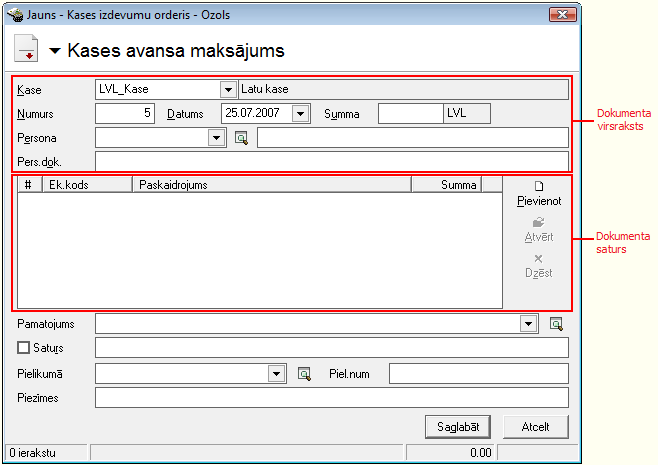 Jauns - Kases izdevumu orderis - Ozols
Kases avansa maksājums
Kase LVL_Kase Latu kase
Numurs 5 Datums 25.07.2007 Summa LVL
Persona
Pers.dok.
Dokumenta
virsraksts
# Ek.kods Paskaidrojums Summa
Pievienot
Atvērt
Dzēst
Dokumenta
saturs
Pamatojums
Saturs
Pielikumā Piel.num
Piezīmes
Saglabāt Atcelt
0 ierakstu 0.00